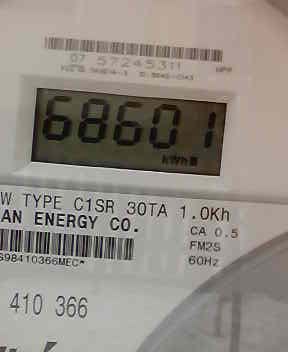 07 57245311
68601
kWh
W TYPE C1SR 30TA 1.0Kh
AN ENERGY CO. CA 0.5
FM2S
S98410366MEC* 60Hz
410 366